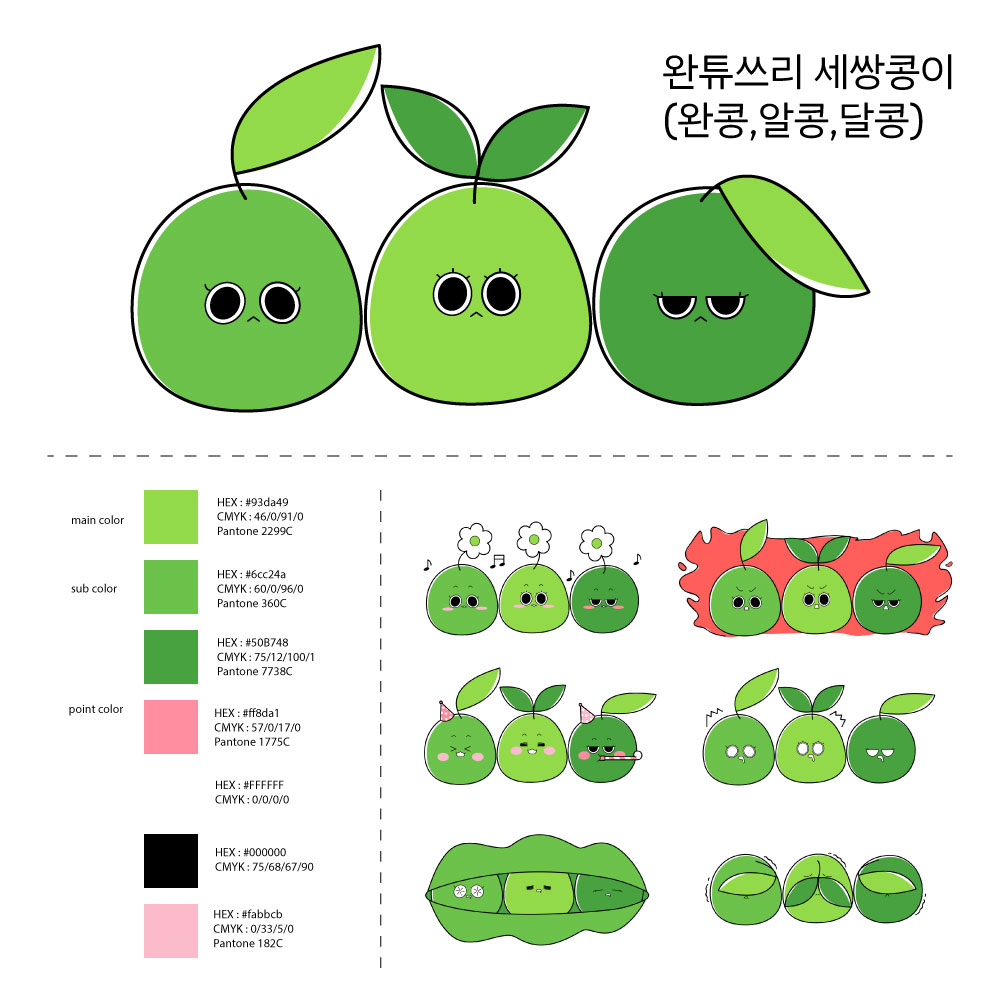 완튜쓰리 세쌍콩이
(완콩,알콩,달콩)
main color
HEX : #93da49
CMYK : 46/0/91/0
Pantone 2299C
sub color
HEX : #6cc24a
CMYK : 60/0/96/0
Pantone 360C
HEX : #50B748
CMYK : 75/12/100/1
Pantone 7738C
point color
HEX : #ff8da1
CMYK : 57/0/17/0
Pantone 1775C
HEX : #FFFFFF
CMYK : 0/0/0/0
HEX : #000000
CMYK : 75/68/67/90
HEX : #fabbcb
CMYK : 0/33/5/0
Pantone 182C